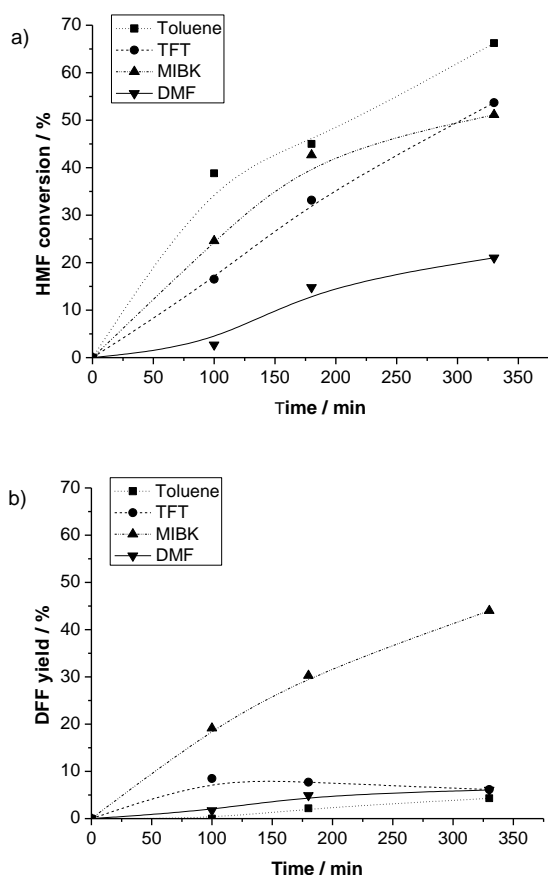 a)
Toluene
TFT
MIBK
DMF
70
60
50
40
30
20
10
0
HMF conversion / %
0 50 100 150 200 250 300 350
Time / min
b)
Toluene
TFT
MIBK
DMF
70
60
50
40
30
20
10
0
DFF yield / %
0 50 100 150 200 250 300 350
Time / min